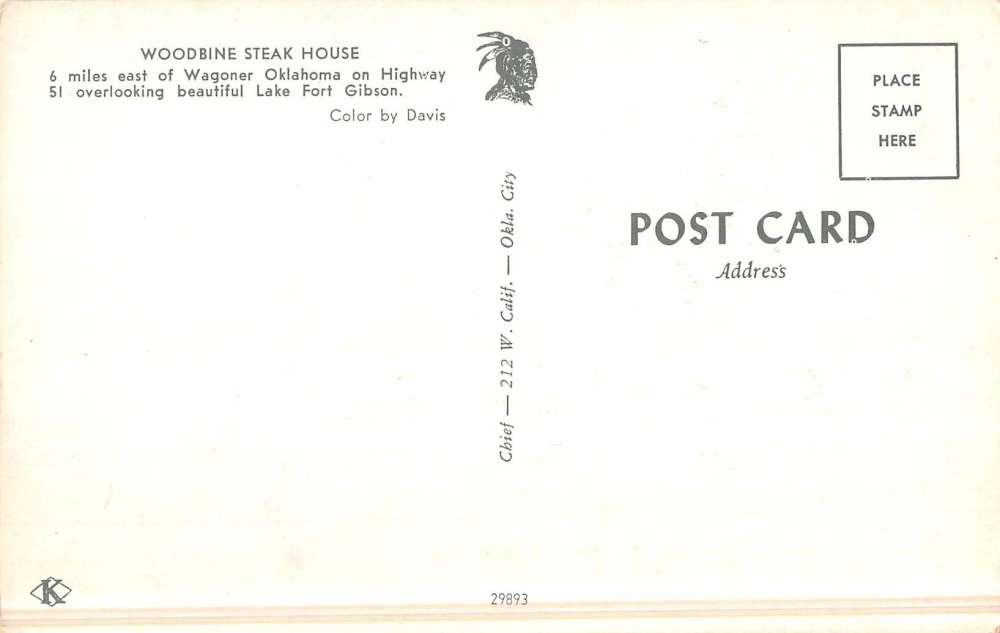 WOODBINE STEAK HOUSE
6 miles east of Wagoner Oklahoma on Highway
51 overlooking beautiful Lake Fort Gibson.
Color by Davis
Chief — 212 W. Calif. — Okla. City
PLACE
STAMP
HERE
POST CARD
Address
K
29893